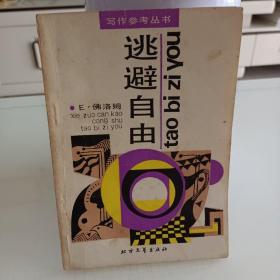 写作参考丛书
逃避自由
tao bi zi you
E·佛洛姆
xie zuo can kao
cong shu
tao bi zi you
北方文艺出版社